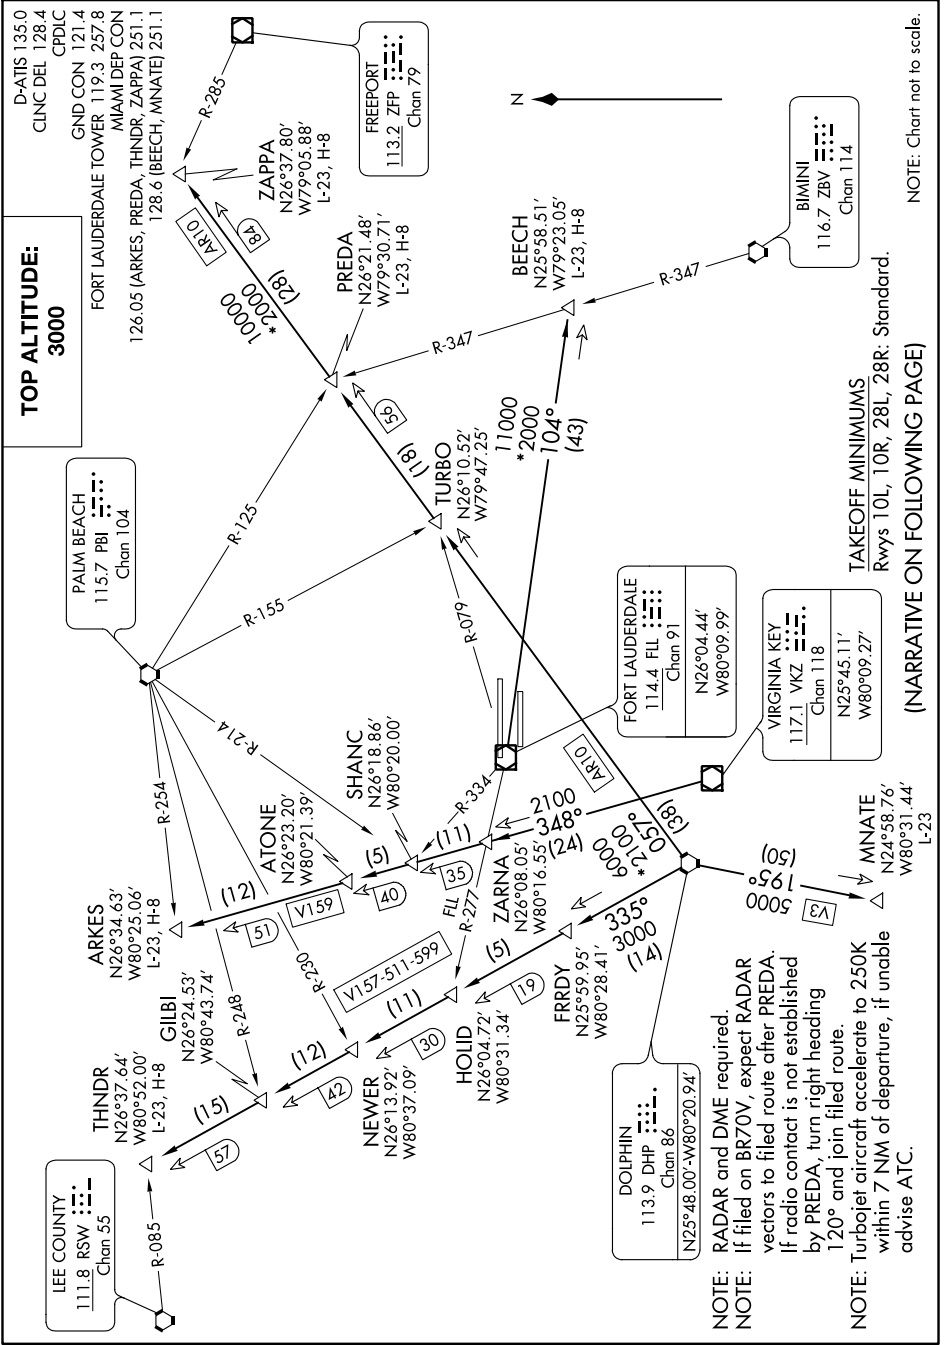 D-ATIS 135.0
CLNC DEL 128.4
CPDLC
GND CON 121.4
FORT LAUDERDALE TOWER 119.3 257.8
MIAMI DEP CON
126.05 (ARKES, PREDA, THNDR, ZAPPA) 251.1
128.6 (BEECH, MNATE) 251.1
TOP ALTITUDE:
3000
LEE COUNTY
111.8 RSW
Chan 55
R-085
THNDR
N26°37.64′
W80°52.00′
L-23, H-8
(15)
57
GILBI
N26°24.53′
W80°43.74′
R-248
(12)
42
NEWER
N26°13.92′
W80°37.09′
R-230
V157-511-599
(11)
30
HOLID
N26°04.72′
W80°31.34′
FLL
R-277
(5)
19
FRRDY
N25°59.95′
W80°28.41′
335°
3000
(14)
ARKES
N26°34.63′
W80°25.06′
L-23, H-8
R-254
(12)
51
V159
ATONE
N26°23.20′
W80°21.39′
(5)
40
R-214
SHANC
N26°18.86′
W80°20.00′
(11)
35
R-334
ZARNA
N26°08.05′
W80°16.55′
2100
348°
(24)
PALM BEACH
115.7 PBI
Chan 104
R-125
R-155
R-079
TURBO
N26°10.52′
W79°47.25′
(18)
56
PREDA
N26°21.48′
W79°30.71′
L-23, H-8
10000
*2000
(28)
AR10
84
ZAPPA
N26°37.80′
W79°05.88′
L-23, H-8
R-285
FREEPORT
113.2 ZFP
Chan 79
N
R-347
BEECH
N25°58.51′
W79°23.05′
L-23, H-8
R-347
BIMINI
116.7 ZBV
Chan 114
11000
*2000
104°
(43)
FORT LAUDERDALE
114.4 FLL
Chan 91
N26°04.44′
W80°09.99′
AR10
6000
*2100
057°
(38)
VIRGINIA KEY
117.1 VKZ
Chan 118
N25°45.11′
W80°09.27′
DOLPHIN
113.9 DHP
Chan 86
N25°48.00′-W80°20.94′
5000
195°
(50)
V3
MNATE
N24°58.76′
W80°31.44′
L-23
NOTE: RADAR and DME required.
NOTE: If filed on BR70V, expect RADAR
vectors to filed route after PREDA.
If radio contact is not established
by PREDA, turn right heading
120° and join filed route.
NOTE: Turbojet aircraft accelerate to 250K
within 7 NM of departure, if unable
advise ATC.
TAKEOFF MINIMUMS
Rwys 10L, 10R, 28L, 28R: Standard.
(NARRATIVE ON FOLLOWING PAGE)
NOTE: Chart not to scale.